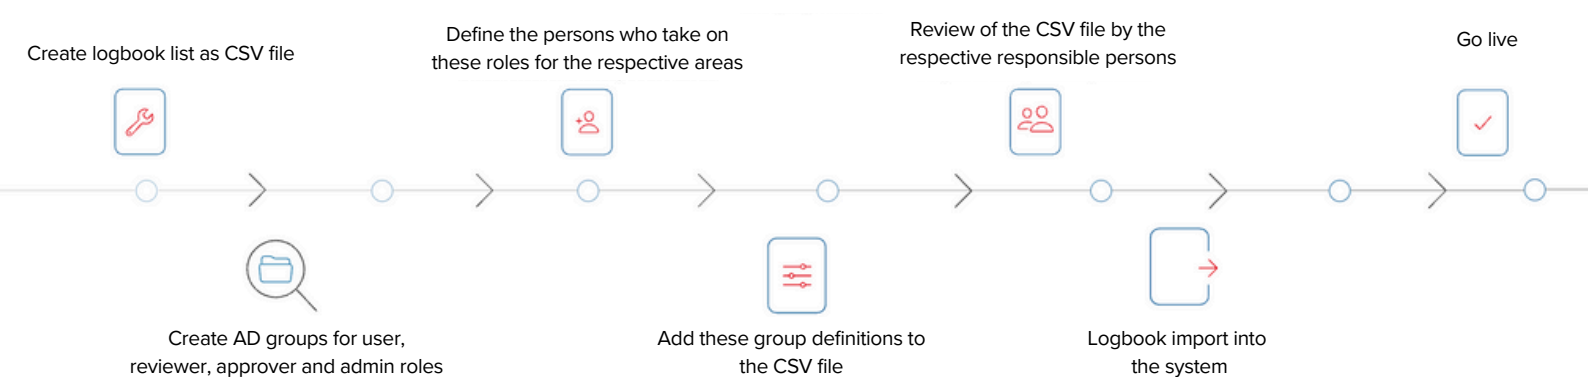 Create logbook list as CSV file
Create AD groups for user,
reviewer, approver and admin roles
Define the persons who take on
these roles for the respective areas
Add these group definitions to
the CSV file
Review of the CSV file by the
respective responsible persons
Logbook import into
the system
Go live